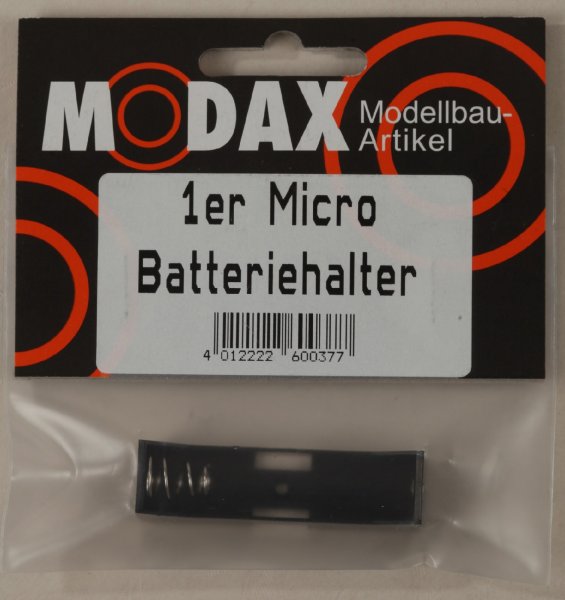 MODAX
Modellbau-
Artikel
1er Micro
Batteriehalter
4 012222 600377